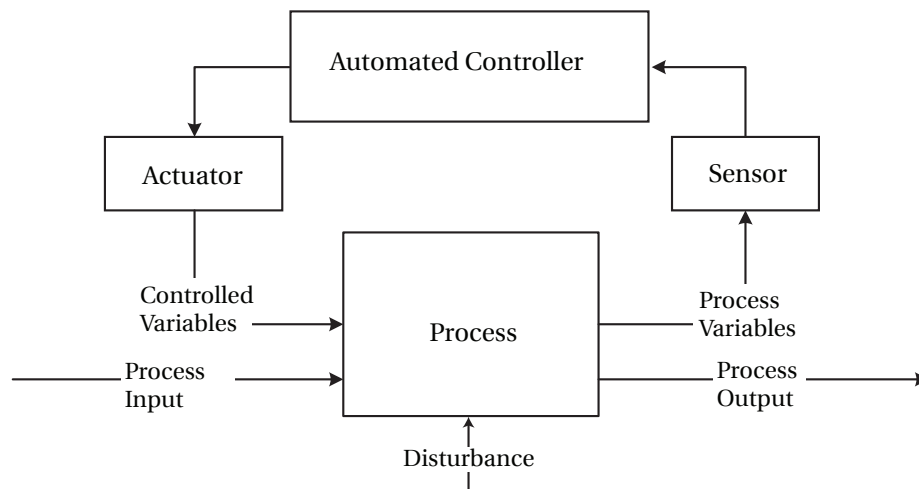 Automated Controller
Actuator
Sensor
Controlled
Variables
Process
Process
Variables
Process
Input
Process
Output
Disturbance